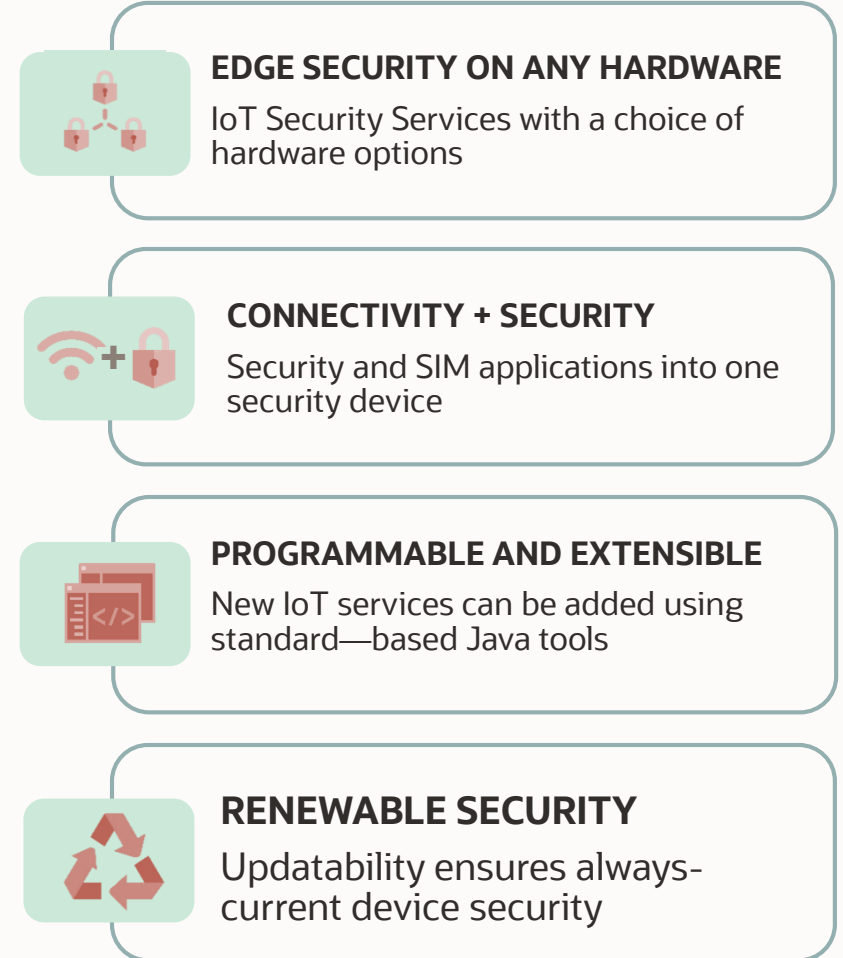 EDGE SECURITY ON ANY HARDWARE
IoT Security Services with a choice of
hardware options
CONNECTIVITY + SECURITY
Security and SIM applications into one
security device
PROGRAMMABLE AND EXTENSIBLE
New IoT services can be added using
standard—based Java tools
RENEWABLE SECURITY
Updatability ensures always-
current device security